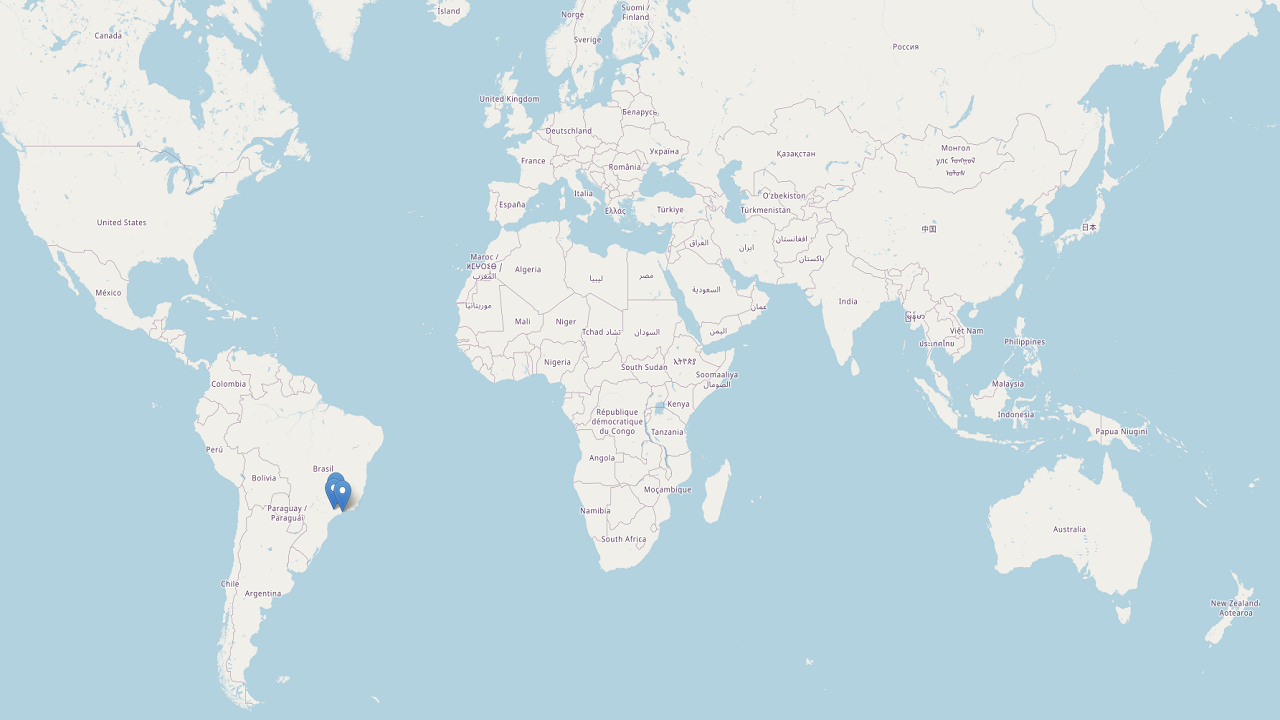 Ísland
Norge
Suomi /
Finland
Canada
Sverige
Россия
United Kingdom
Беларусь
Deutschland
Україна
Монгол
улс
France
România
Қазақстан
Italia
Oʻzbekiston
España
Ελλάς
Türkiye
Türkmenistan
United States
中国
日本
افغانستان
العراق
ایران
پاکستان
Maroc /
ⵍⵎⵖⵔⵉⴱ
المغرب
Algeria
ليبيا
مصر
السعودية
México
موريتانيا
India
عمان
Mali
Niger
Tchad تشاد
السودان
اليمن
မြန်မာ
Việt Nam
ประเทศไทย
Philippines
Nigeria
South Sudan
ኢትዮጵያ
Soomaaliya
الصومال
Colombia
Malaysia
Kenya
République
démocratique
du Congo
Indonesia
Tanzania
Papua Niugini
Perú
Angola
Brasil
Bolivia
Moçambique
Paraguay /
Paraguái
Namibia
Australia
South Africa
Chile
Argentina
New Zealand/
Aotearoa